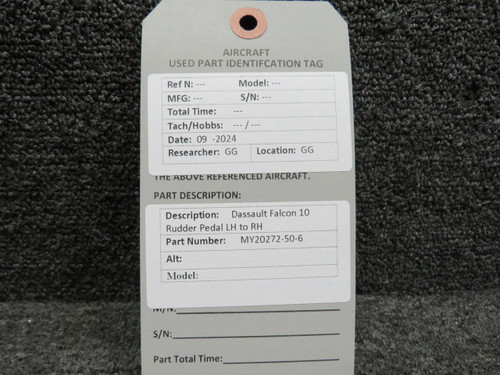 AIRCRAFT
USED PART IDENTIFCATION TAG
Ref N: --- Model: ---
MFG: --- S/N: ---
Total Time: ---
Tach/Hobbs: --- / ---
Date: 09 -2024
Researcher: GG Location: GG
THE ABOVE REFERENCED AIRCRAFT.
PART DESCRIPTION:
Description: Dassault Falcon 10
Rudder Pedal LH to RH
Part Number: MY20272-50-6
Alt:
Model:
M/N:
S/N:
Part Total Time: